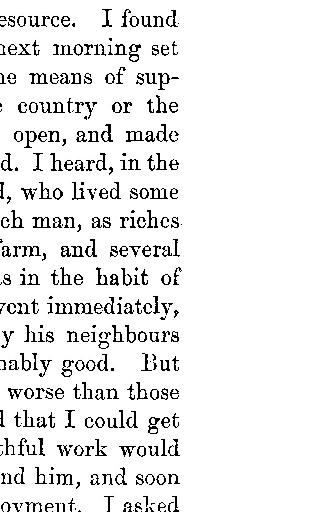 esource. I found
next morning set
he means of sup-
e country or the
open, and made
d. I heard, in the
l, who lived some
ch man, as riches
farm, and several
s in the habit of
vent immediately,
y his neighbours
nably good. But
worse than those
l that I could get
thful work would
nd him, and soon
oyment. I asked